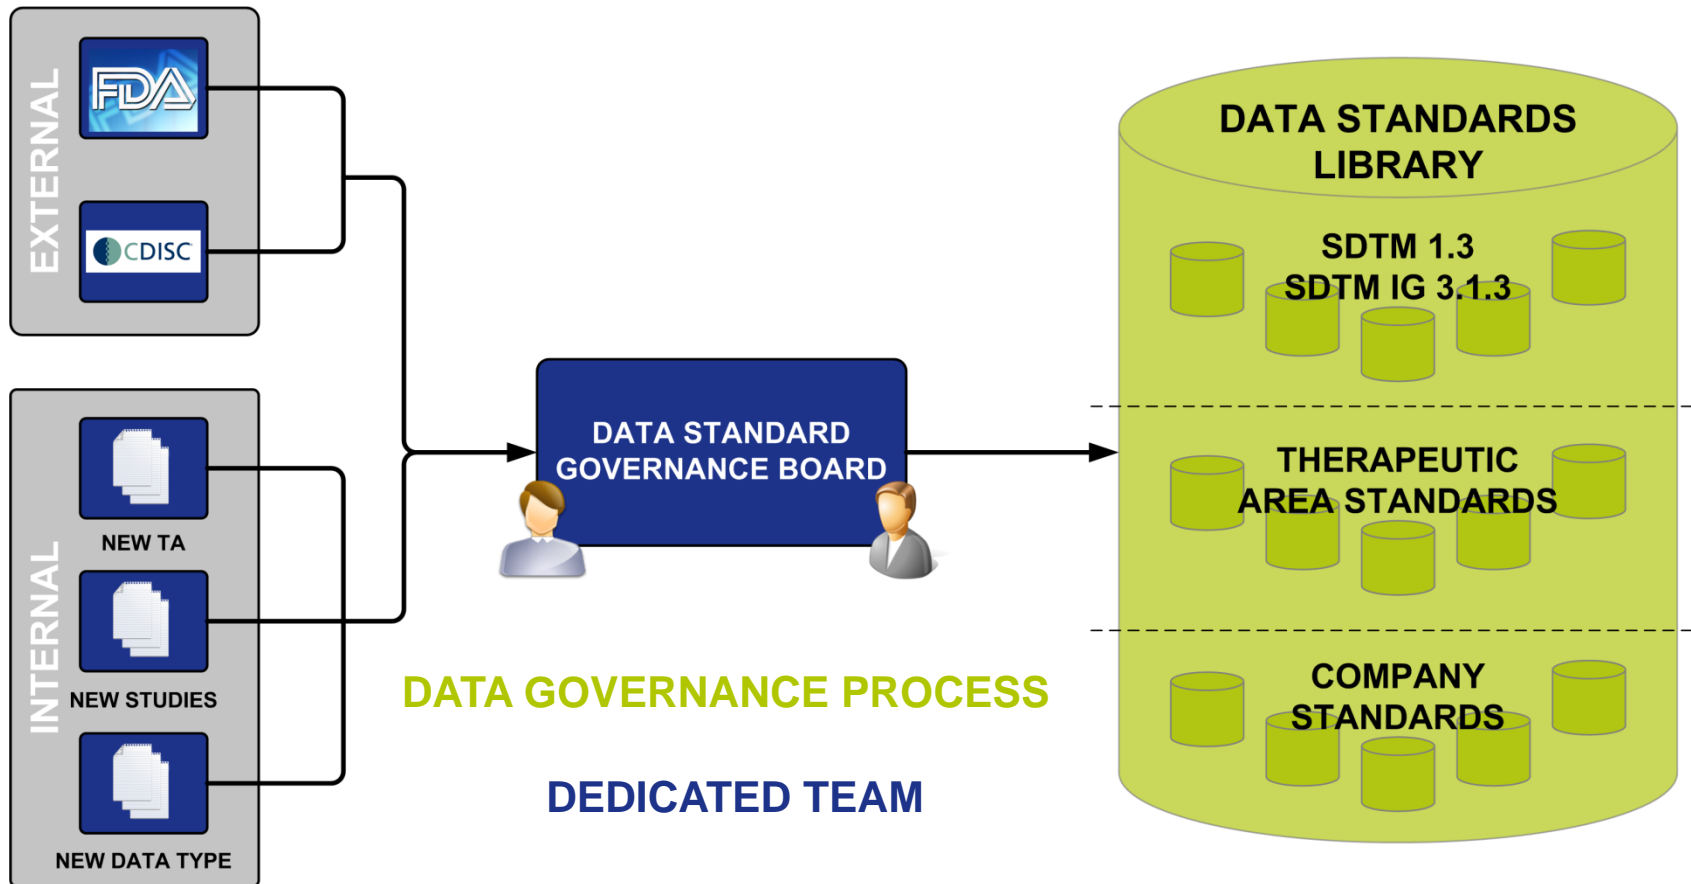 EXTERNAL
FDA
CDISC
INTERNAL
NEW TA
NEW STUDIES
NEW DATA TYPE
DATA STANDARD
GOVERNANCE BOARD
DATA GOVERNANCE PROCESS
DEDICATED TEAM
DATA STANDARDS
LIBRARY
SDTM 1.3
SDTM IG 3.1.3
THERAPEUTIC
AREA STANDARDS
COMPANY
STANDARDS